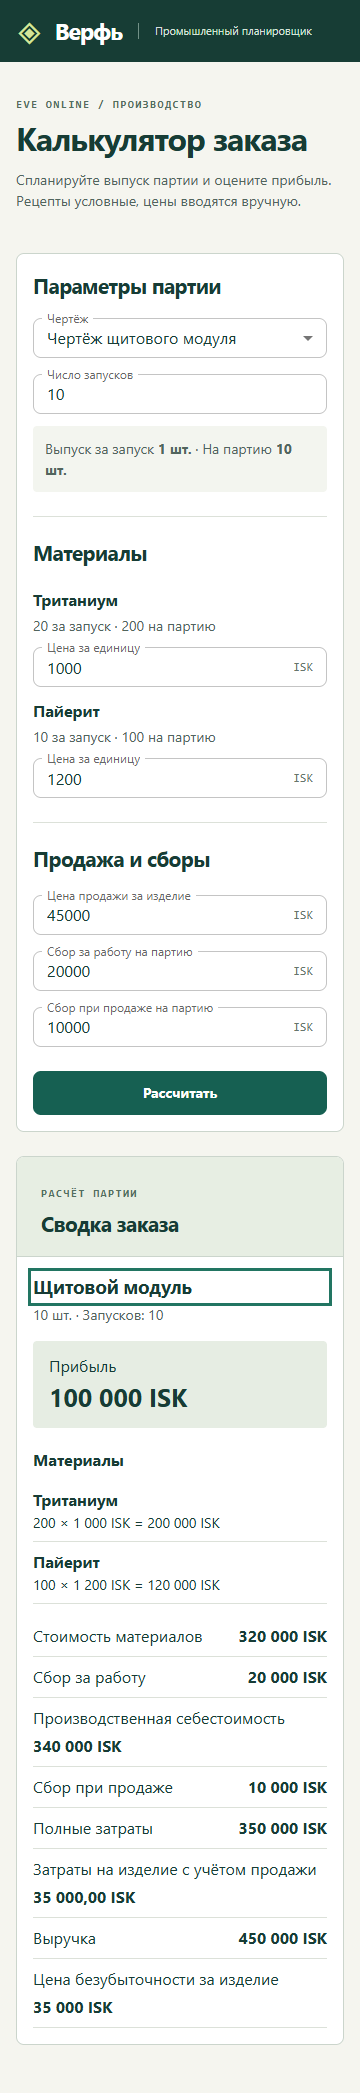 Верфь
Промышленный планировщик
EVE ONLINE / ПРОИЗВОДСТВО
Калькулятор заказа
Спланируйте выпуск партии и оцените прибыль.
Рецепты условные, цены вводятся вручную.
Параметры партии
Чертёж
Чертёж щитового модуля
Число запусков
10
Выпуск за запуск 1 шт. · На партию 10
шт.
Материалы
Тританиум
20 за запуск · 200 на партию
Цена за единицу
1000 ISK
Пайерит
10 за запуск · 100 на партию
Цена за единицу
1200 ISK
Продажа и сборы
Цена продажи за изделие
45000 ISK
Сбор за работу на партию
20000 ISK
Сбор при продаже на партию
10000 ISK
Рассчитать
РАСЧЁТ ПАРТИИ
Сводка заказа
Щитовой модуль
10 шт. · Запусков: 10
Прибыль
100 000 ISK
Материалы
Тританиум
200 × 1 000 ISK = 200 000 ISK
Пайерит
100 × 1 200 ISK = 120 000 ISK
Стоимость материалов 320 000 ISK
Сбор за работу 20 000 ISK
Производственная себестоимость
340 000 ISK
Сбор при продаже 10 000 ISK
Полные затраты 350 000 ISK
Затраты на изделие с учётом продажи
35 000,00 ISK
Выручка 450 000 ISK
Цена безубыточности за изделие
35 000 ISK